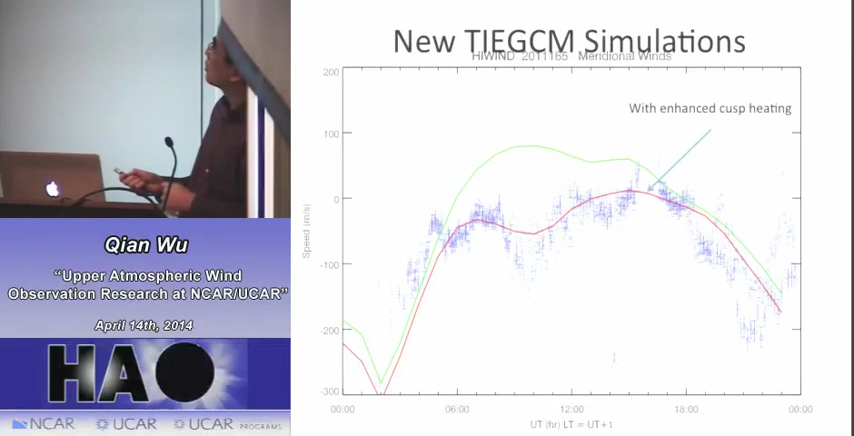 New TIEGCM Simulations
HIWIND 2011165 Meridional Winds
With enhanced cusp heating
200
100
0
-100
-200
-300
Speed (m/s)
00:00 06:00 12:00 18:00 00:00
UT (hr) LT = UT+1
Qian Wu
“Upper Atmospheric Wind
Observation Research at NCAR/UCAR”
April 14th, 2014
HAO
NCAR UCAR UCAR PROGRAMS